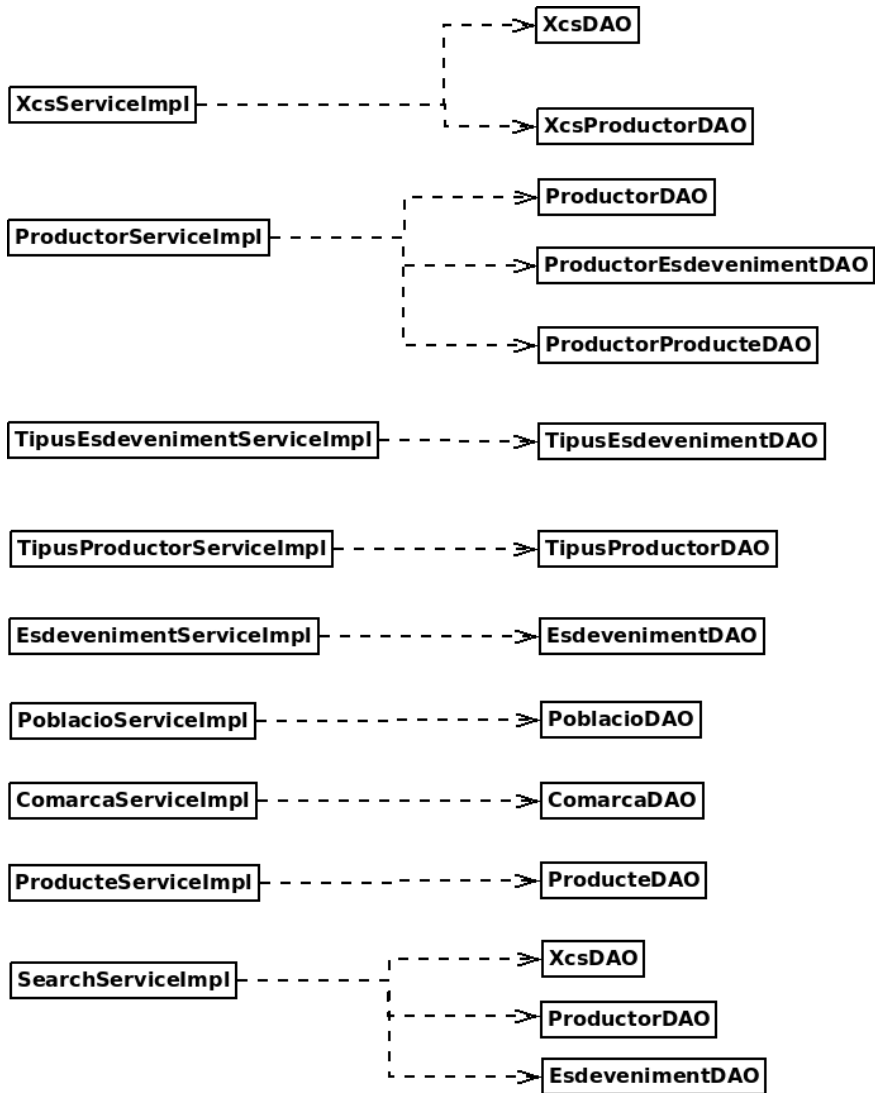 XcsDAO
XcsServiceImpl
XcsProductorDAO
ProductorDAO
ProductorServiceImpl
ProductorEsdevenimentDAO
ProductorProducteDAO
TipusEsdevenimentServiceImpl
TipusEsdevenimentDAO
TipusProductorServiceImpl
TipusProductorDAO
EsdevenimentServiceImpl
EsdevenimentDAO
PoblacioServiceImpl
PoblacioDAO
ComarcaServiceImpl
ComarcaDAO
ProducteServiceImpl
ProducteDAO
XcsDAO
SearchServiceImpl
ProductorDAO
EsdevenimentDAO